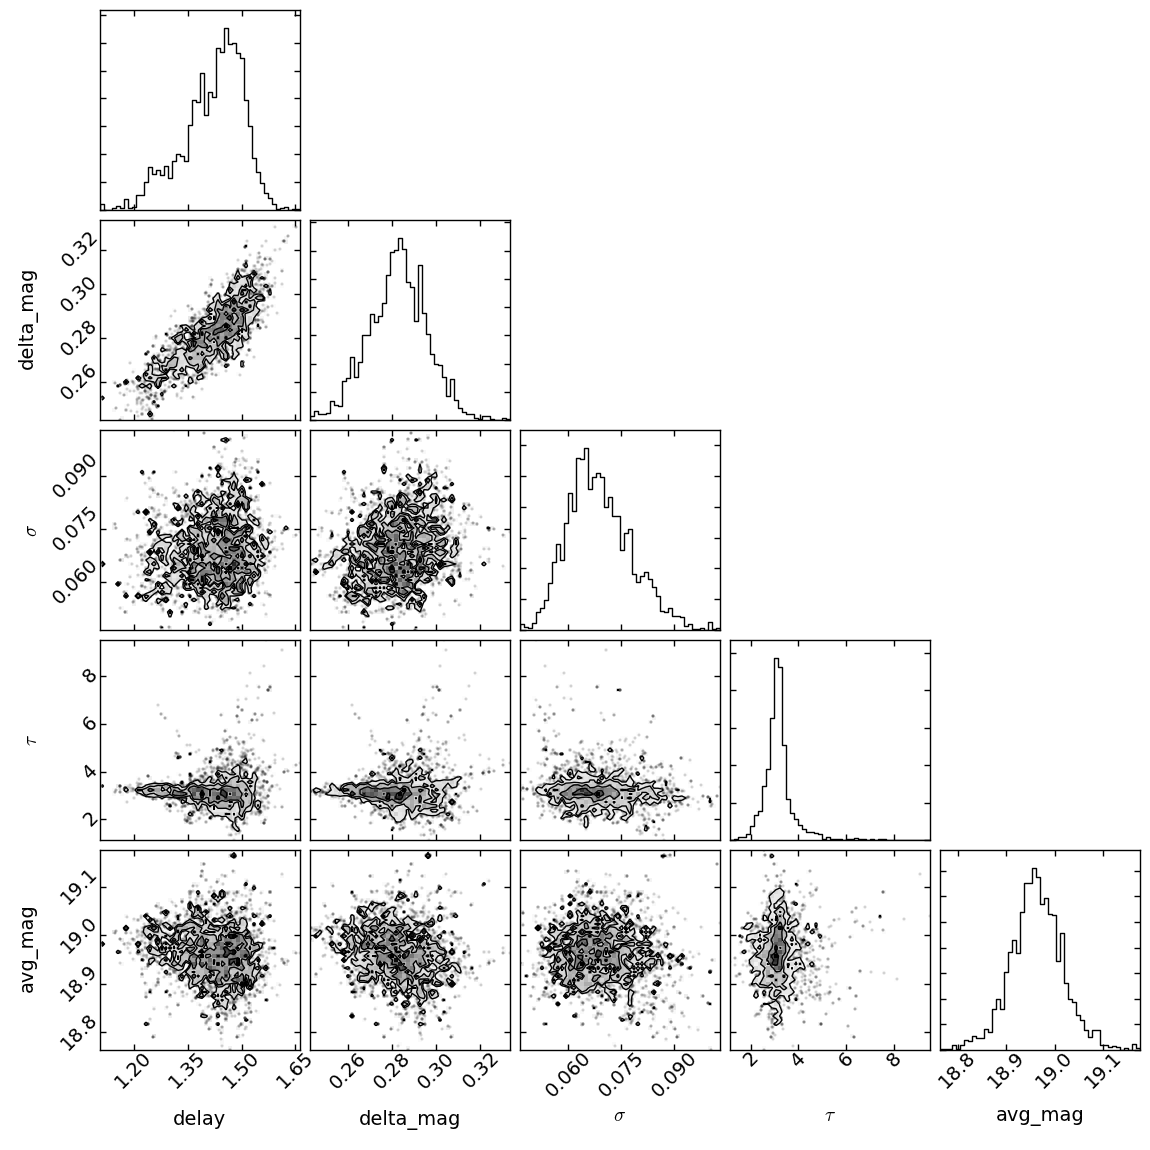 0.32
0.30
0.28
0.26
delta_mag
0.090
0.075
0.060
σ
8
6
4
2
τ
19.1
19.0
18.9
18.8
avg_mag
1.20 1.35 1.50 1.65 0.26 0.28 0.30 0.32 0.060 0.075 0.090 2 4 6 8 18.8 18.9 19.0 19.1
delay delta_mag σ τ avg_mag